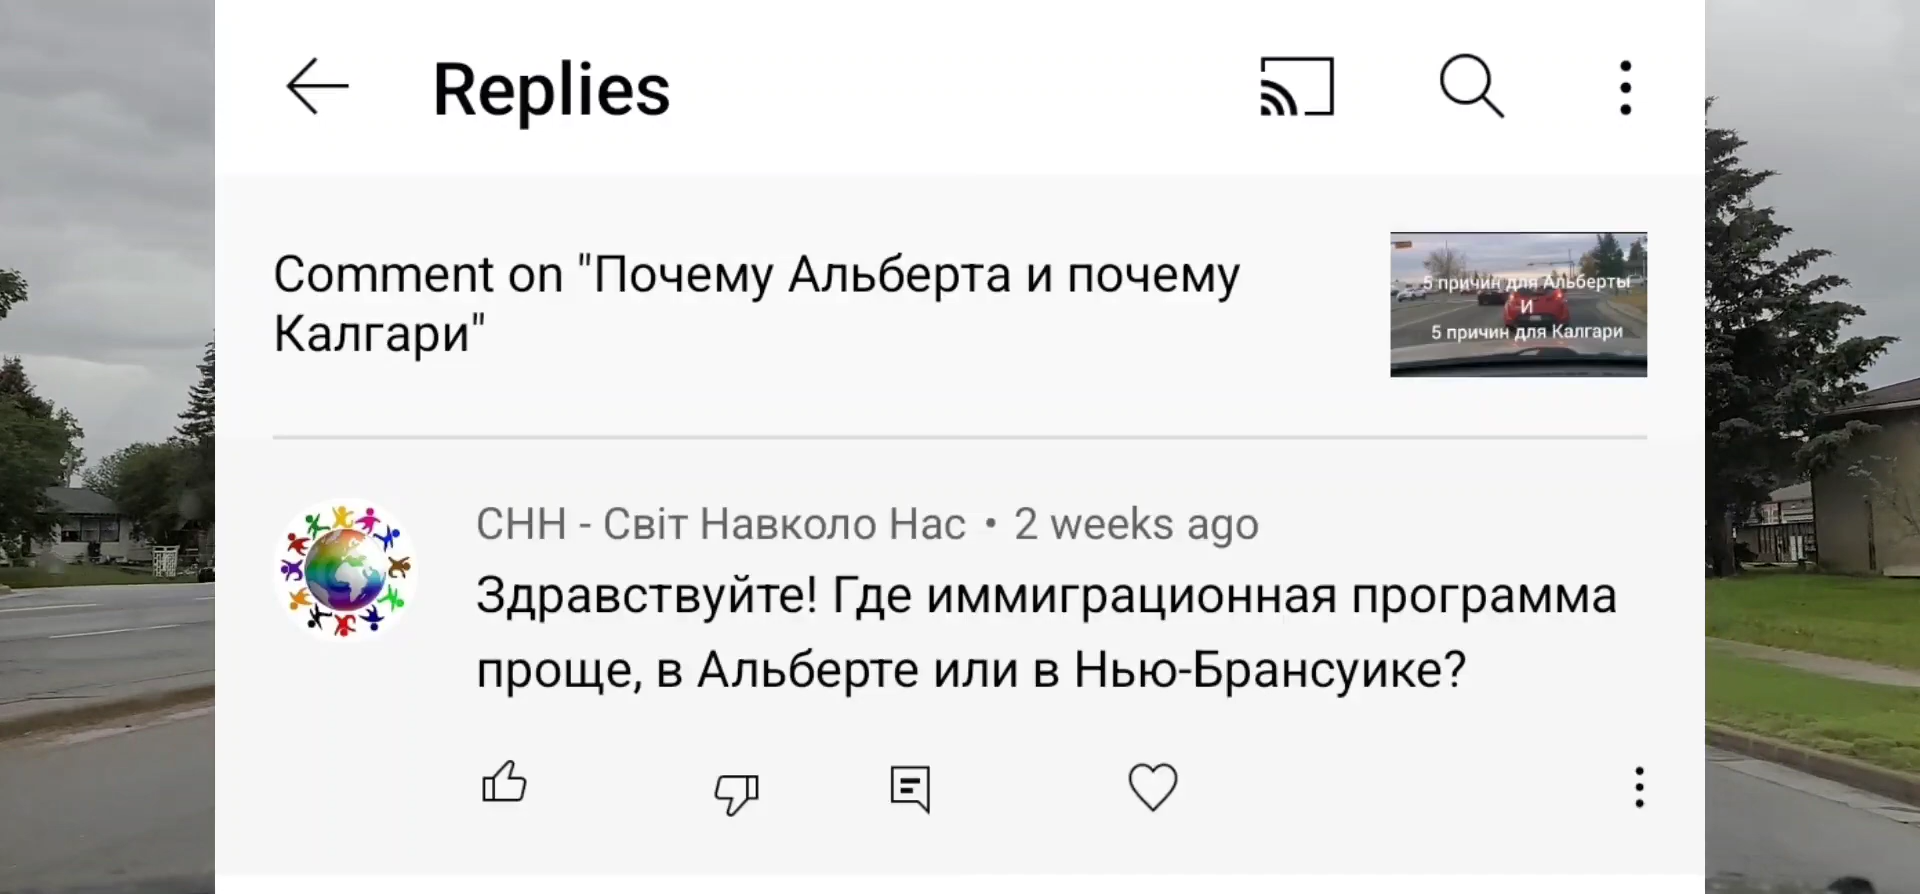 Replies
Comment on "Почему Альберта и почему
Калгари"
5 причин для Альберты
И
5 причин для Калгари
СНН - Світ Навколо Нас • 2 weeks ago
Здравствуйте! Где иммиграционная программа
проще, в Альберте или в Нью-Брансуике?